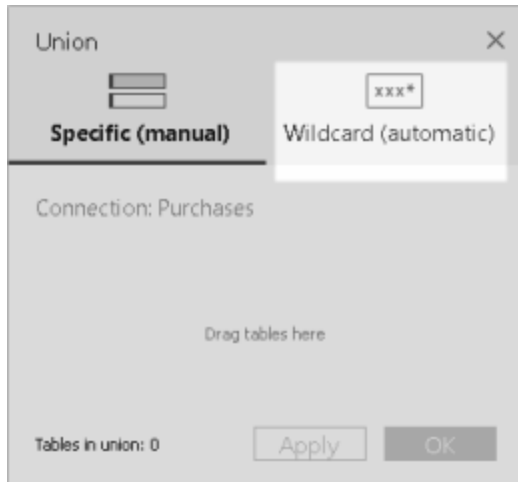 Union
xxx*
Specific (manual)
Wildcard (automatic)
Connection: Purchases
Drag tables here
Tables in union: 0
Apply
OK